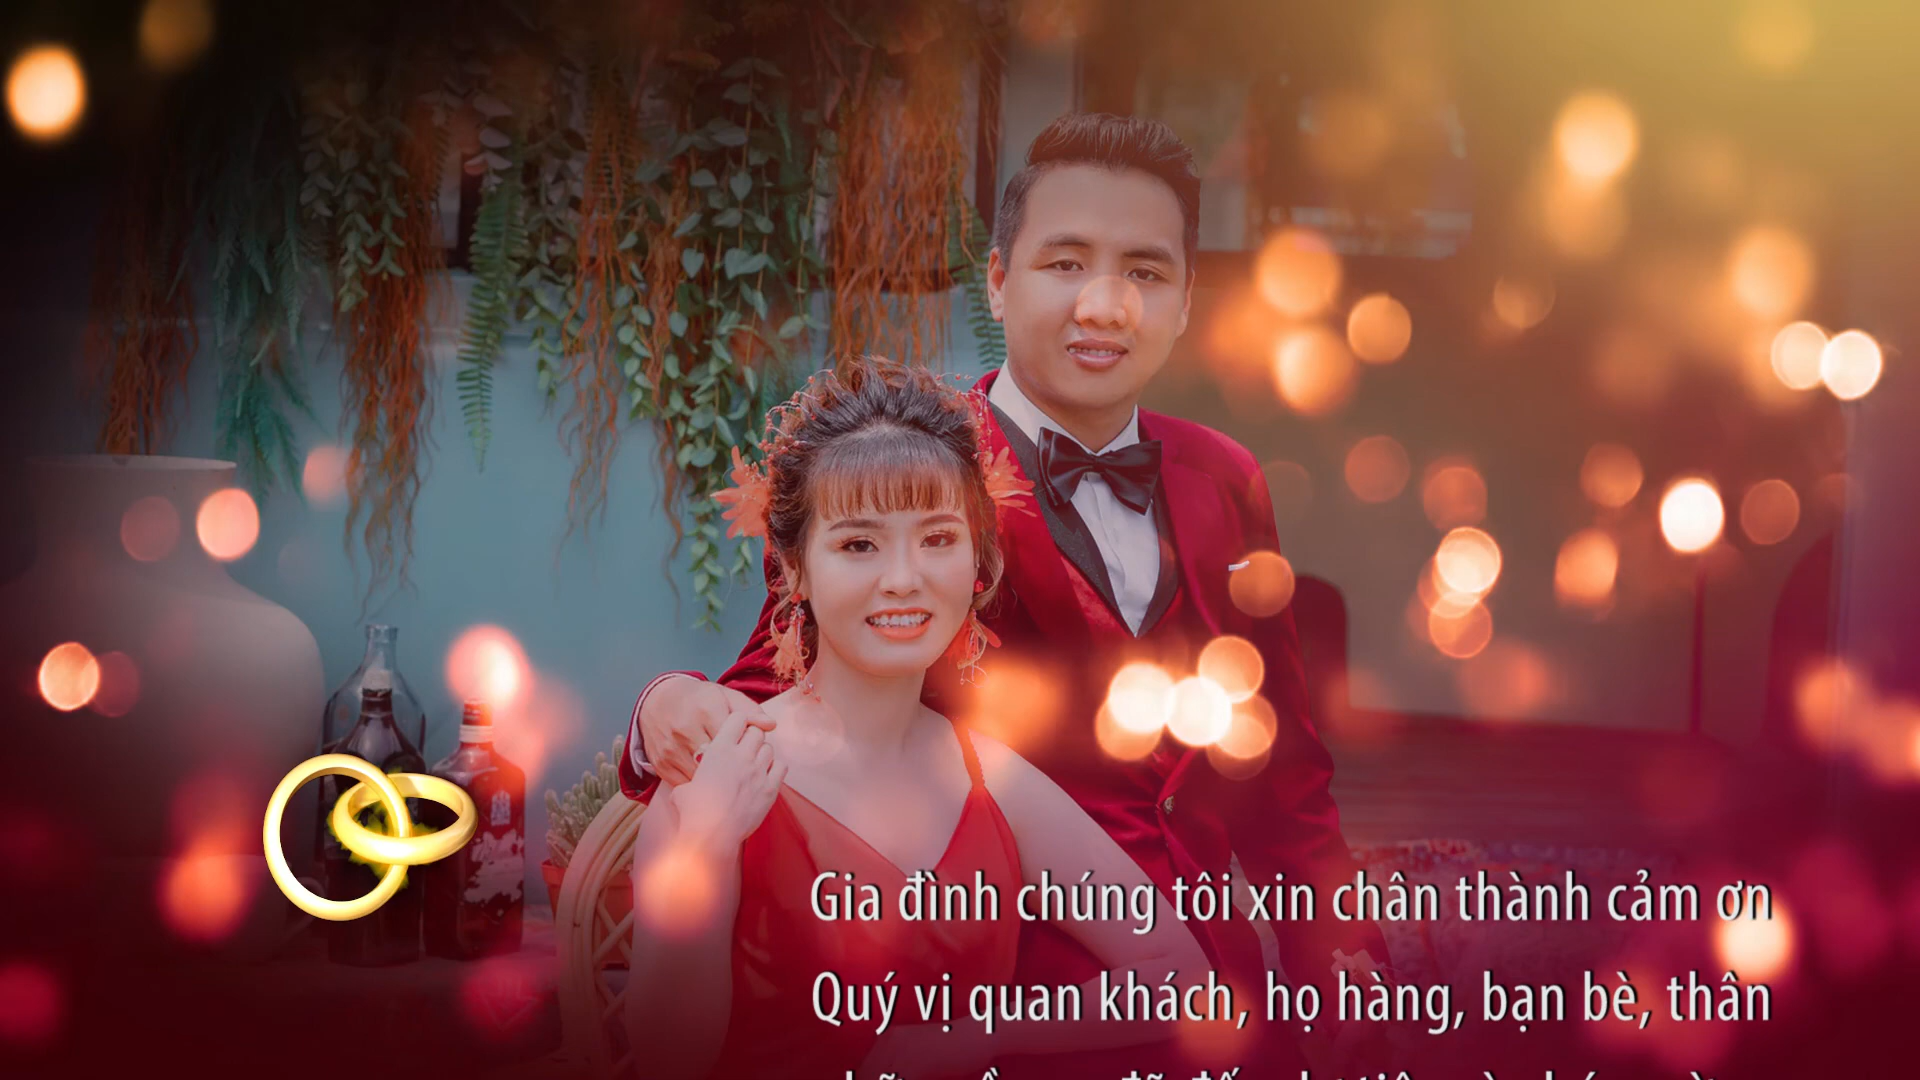 Gia đình chúng tôi xin chân thành cảm ơn
Quý vị quan khách, họ hàng, bạn bè, thân